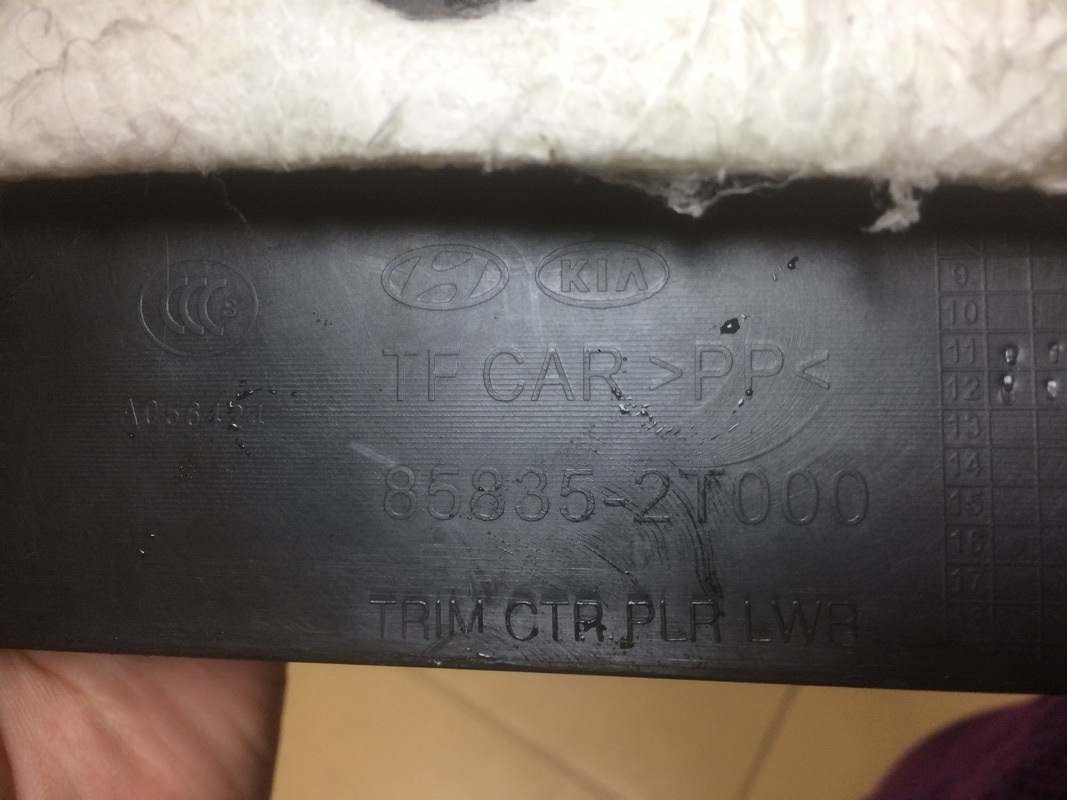 S
KIA
TF CAR >PP<
85835-2T000
TRIM CTR PLR LWR
9
10
11
12
13
14
15
16
17